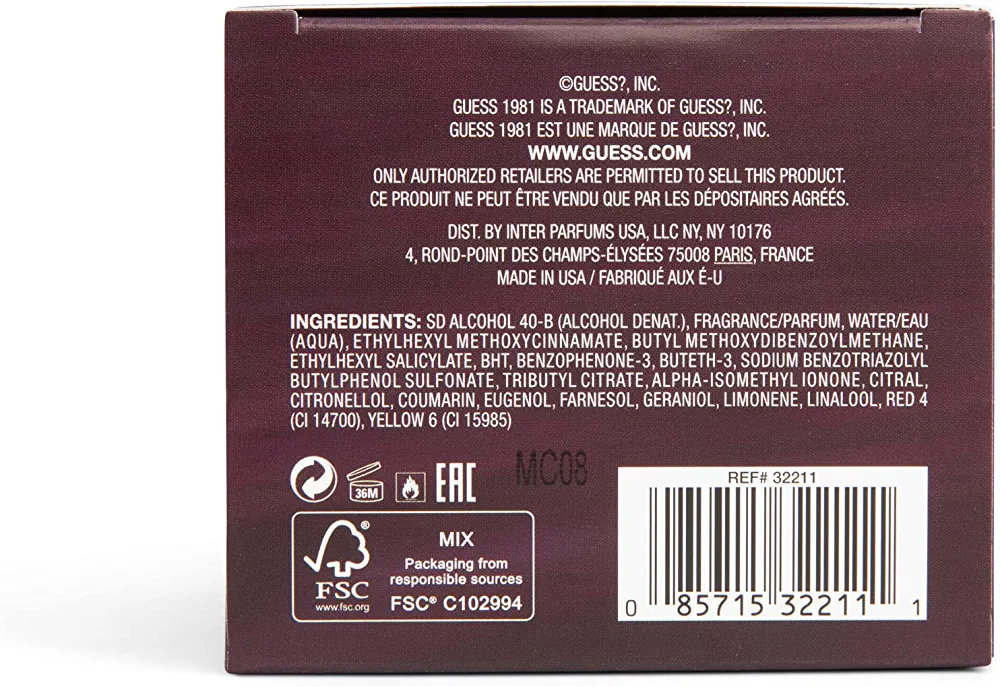 ©GUESS?, INC.
GUESS 1981 IS A TRADEMARK OF GUESS?, INC.
GUESS 1981 EST UNE MARQUE DE GUESS?, INC.
WWW.GUESS.COM
ONLY AUTHORIZED RETAILERS ARE PERMITTED TO SELL THIS PRODUCT.
CE PRODUIT NE PEUT ÊTRE VENDU QUE PAR LES DÉPOSITAIRES AGRÉÉS.
DIST. BY INTER PARFUMS USA, LLC NY, NY 10176
4, ROND-POINT DES CHAMPS-ÉLYSÉES 75008 PARIS, FRANCE
MADE IN USA / FABRIQUÉ AUX É-U
INGREDIENTS: SD ALCOHOL 40-B (ALCOHOL DENAT.), FRAGRANCE/PARFUM, WATER/EAU
(AQUA), ETHYLHEXYL METHOXYCINNAMATE, BUTYL METHOXYDIBENZOYLMETHANE,
ETHYLHEXYL SALICYLATE, BHT, BENZOPHENONE-3, BUTETH-3, SODIUM BENZOTRIAZOLYL
BUTYLPHENOL SULFONATE, TRIBUTYL CITRATE, ALPHA-ISOMETHYL IONONE, CITRAL,
CITRONELLOL, COUMARIN, EUGENOL, FARNESOL, GERANIOL, LIMONENE, LINALOOL, RED 4
(CI 14700), YELLOW 6 (CI 15985)
36M
EAC
MC08
REF# 32211
0 85715 32211 1
FSC®
www.fsc.org
MIX
Packaging from
responsible sources
FSC® C102994